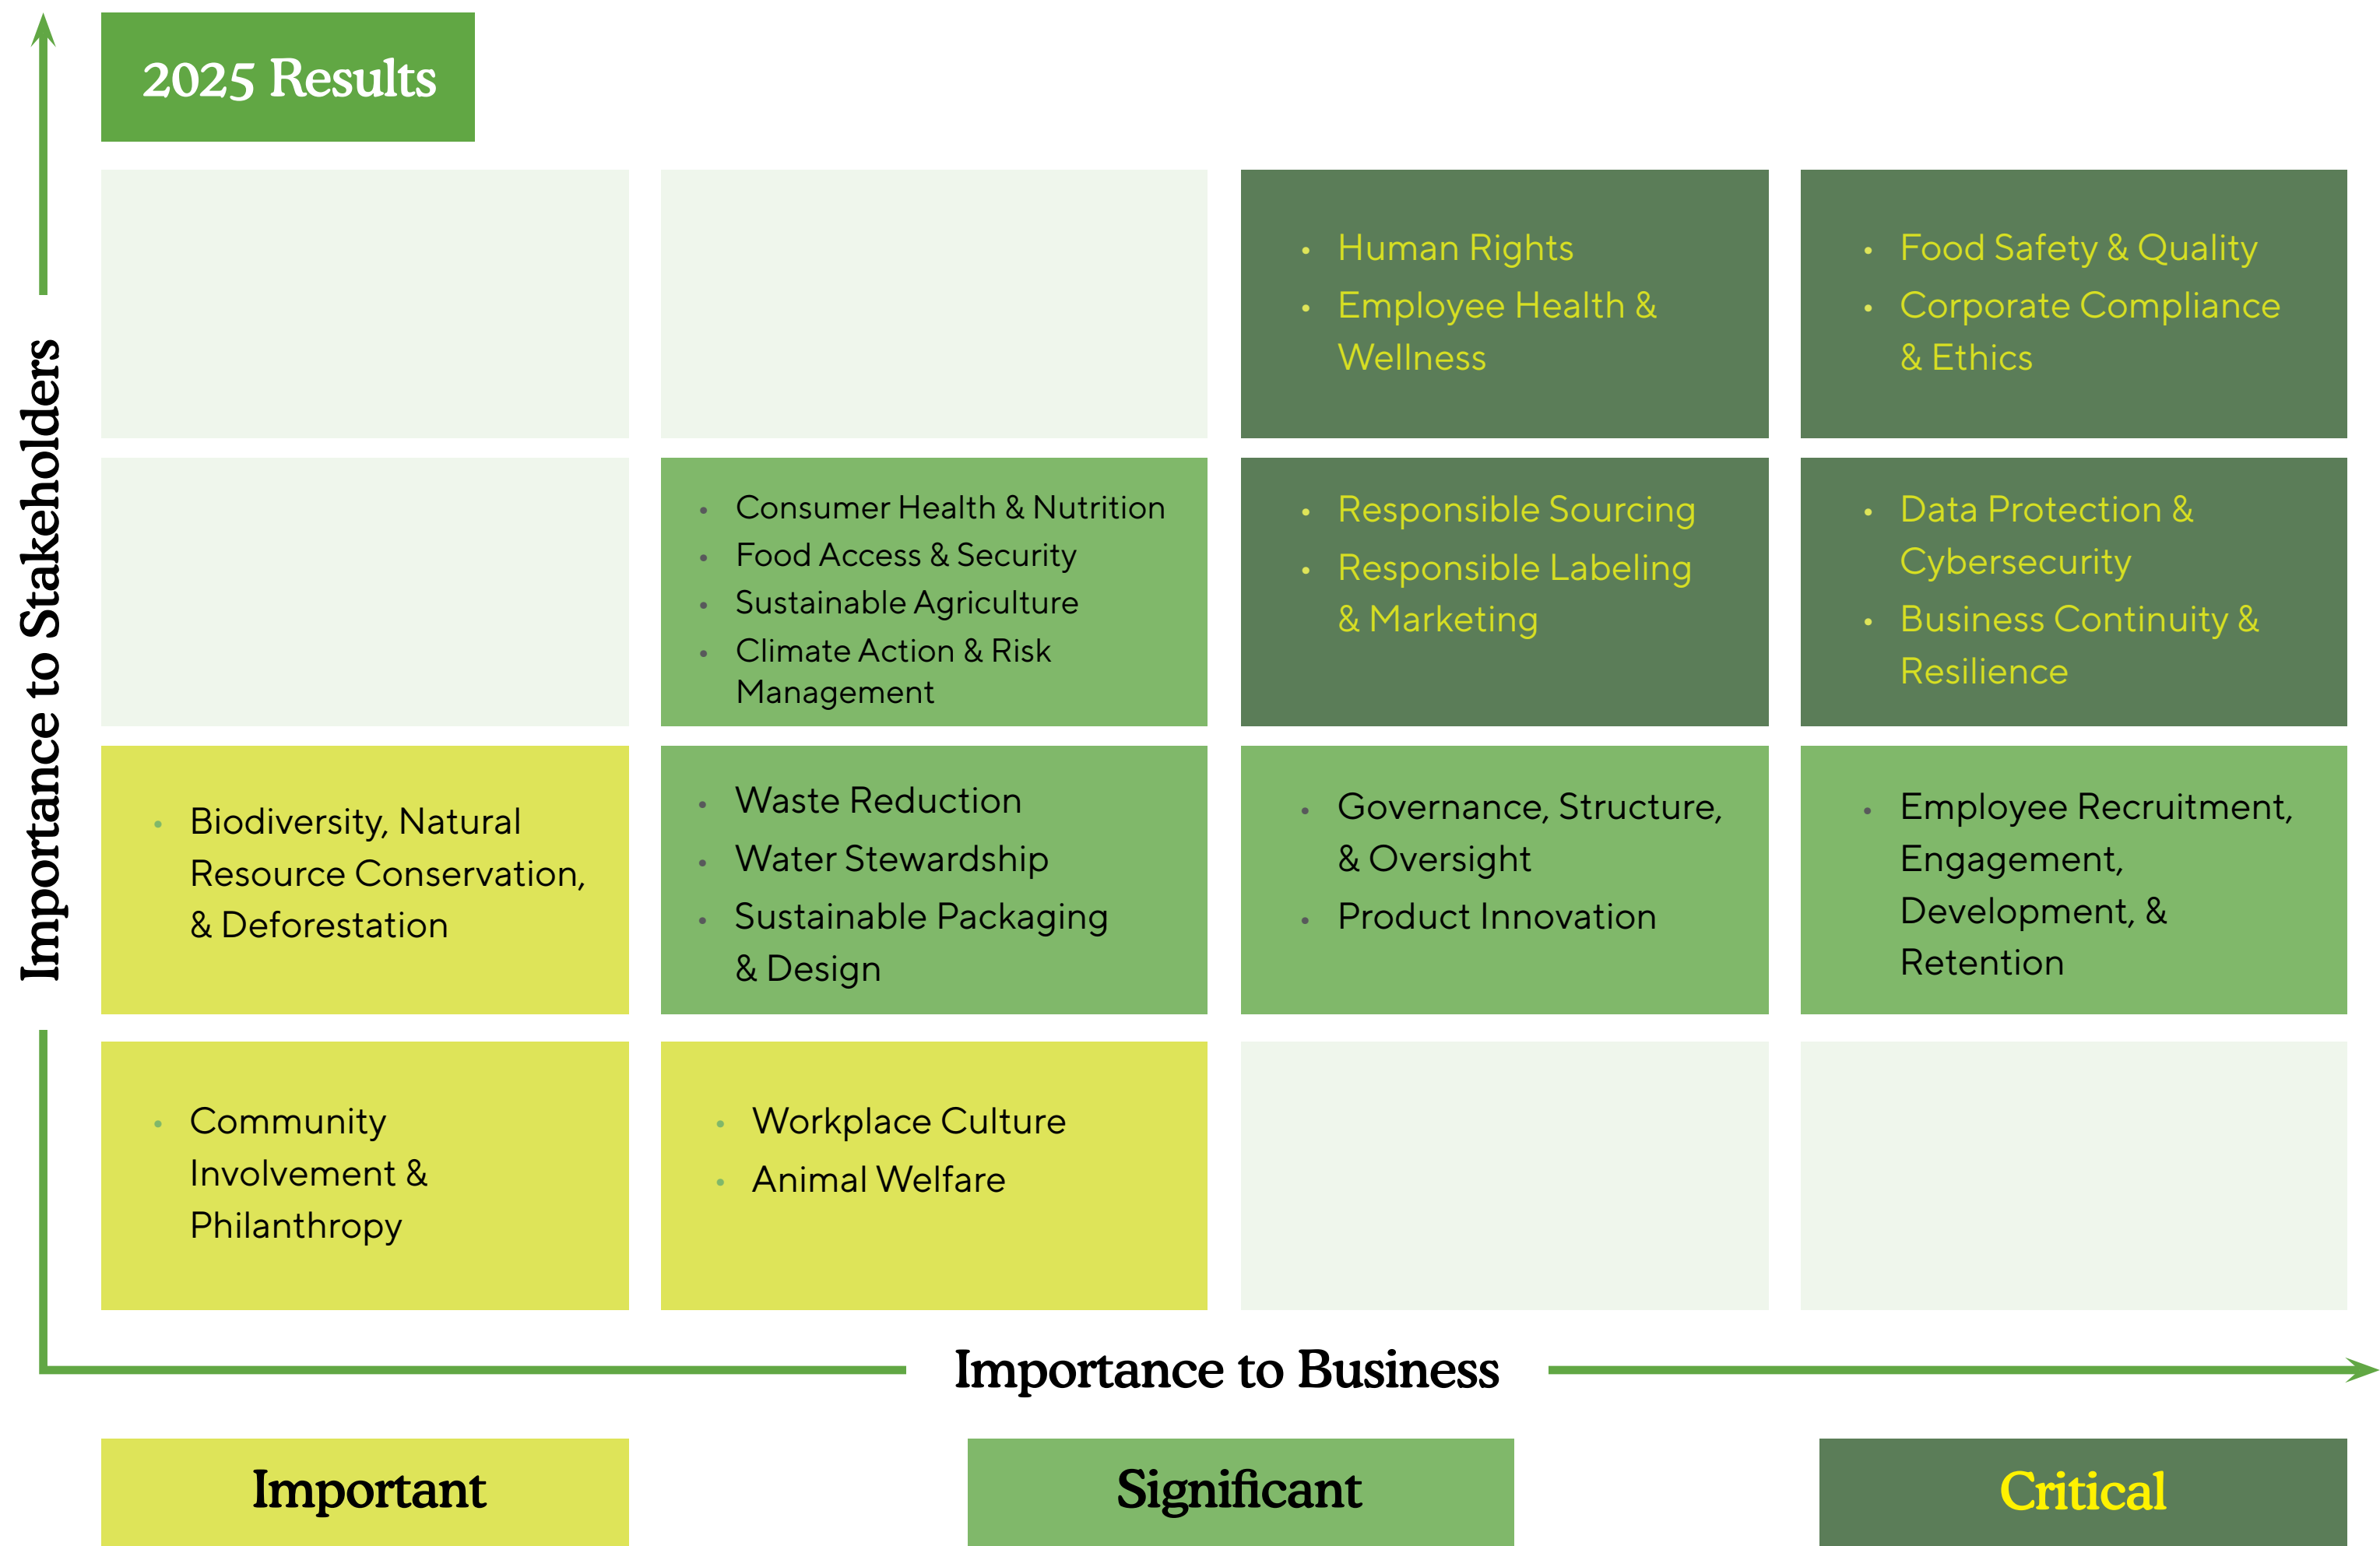 2025 Results
Importance to Stakeholders
• Human Rights
• Employee Health &
Wellness
• Food Safety & Quality
• Corporate Compliance
& Ethics
• Consumer Health & Nutrition
• Food Access & Security
• Sustainable Agriculture
• Climate Action & Risk
Management
• Responsible Sourcing
• Responsible Labeling
& Marketing
• Data Protection &
Cybersecurity
• Business Continuity &
Resilience
• Biodiversity, Natural
Resource Conservation,
& Deforestation
• Waste Reduction
• Water Stewardship
• Sustainable Packaging
& Design
• Governance, Structure,
& Oversight
• Product Innovation
• Employee Recruitment,
Engagement,
Development, &
Retention
• Community
Involvement &
Philanthropy
• Workplace Culture
• Animal Welfare
Importance to Business
Important
Significant
Critical